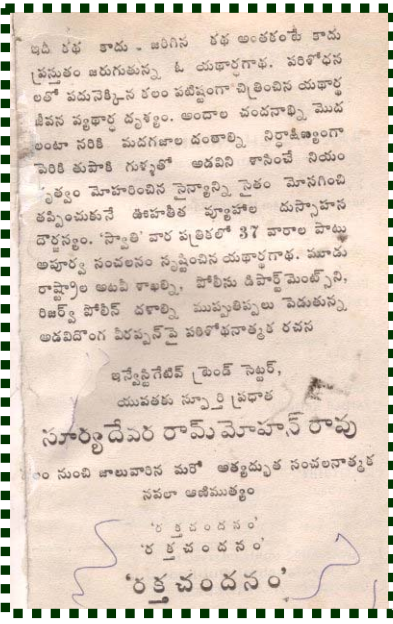 ఇది కథ కాదు - జరిగిన కథ అంతకంటే కాదు
ప్రస్తుతం జరుగుతున్న ఓ యథార్థగాథ. పరిశోధన
లతో పదునెక్కిన కలం పటిష్టంగా చిత్రించిన యథార్థ
జీవన వ్యథార్థ దృశ్యం. అందాల చందనాన్ని మొద
లంటా నరికి మదగజాల దంతాల్ని నిర్దాక్షిణ్యంగా
పెరికి తుపాకి గుళ్ళతో అడవిని శాసించే నియం
తృత్వం మోహరించిన సైన్యాన్ని సైతం మోసగించి
తప్పించుకునే ఊహాతీత వ్యూహాల దుస్సాహస
దౌర్జన్యం. 'స్వాతి' వార పత్రికలో 37 వారాల పాటు
అపూర్వ సంచలనం సృష్టించిన యథార్థగాథ. మూడు
రాష్ట్రాల అటవీ శాఖల్ని, పోలీసు డిపార్ట్‌మెంట్స్‌ని,
రిజర్వ్ పోలీస్ దళాల్ని ముప్పుతిప్పలు పెడుతున్న
అడవిదొంగ వీరప్పన్‌పై పరిశోధనాత్మక రచన
ఇన్వేస్టిగేటివ్ ట్రెండ్ సెట్టర్,
యువతకు స్ఫూర్తి ప్రధాత
సూర్యదేవర రామ్‌మోహన్ రావు
నుంచి జాలువారిన మరో అత్యద్భుత సంచలనాత్మక
నవలా ఆణిముత్యం
'రక్తచందనం'
'రక్తచందనం'
'రక్తచందనం'